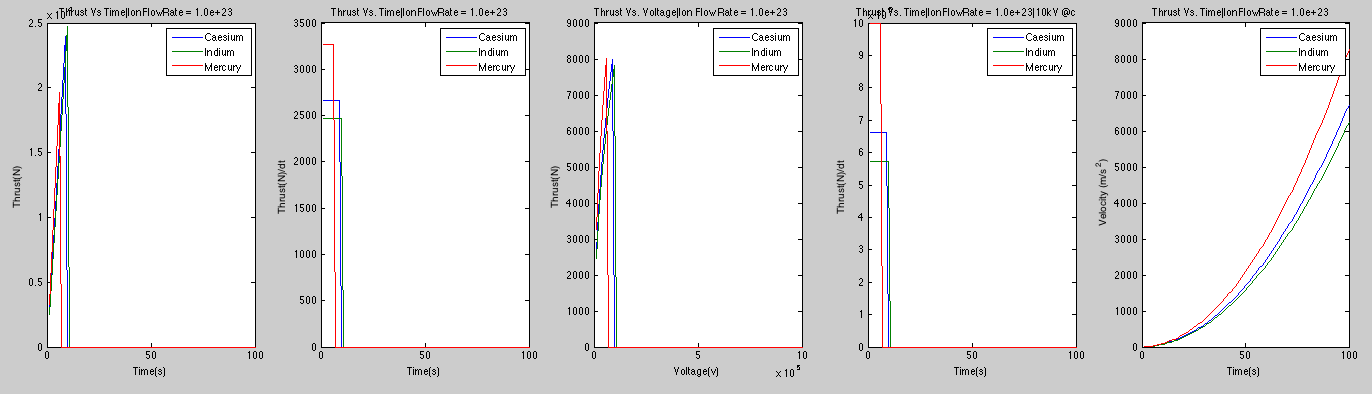 Thrust Vs. Time|IonFlowRate = 1.0e+23
2.5
2
1.5
1
0.5
0
0
50
100
Caesium
Indium
Mercury
Thrust(N)
Time(s)
Thrust Vs. Time|IonFlowRate = 1.0e+23
3500
3000
2500
2000
1500
1000
500
0
0
50
100
Caesium
Indium
Mercury
Thrust(N)/dt
Time(s)
Thrust Vs. Voltage|Ion FlowRate = 1.0e+23
9000
8000
7000
6000
5000
4000
3000
2000
1000
0
0
5
10
x 10^5
Caesium
Indium
Mercury
Thrust(N)
Voltage(v)
Thrust Vs. Time|IonFlowRate = 1.0e+23|10kV @c
10
9
8
7
6
5
4
3
2
1
0
0
50
100
Caesium
Indium
Mercury
Thrust(N)/dt
Time(s)
Thrust Vs. Time|IonFlowRate = 1.0e+23
9000
8000
7000
6000
5000
4000
3000
2000
1000
0
0
50
100
Caesium
Indium
Mercury
Velocity (m/s^2)
Time(s)